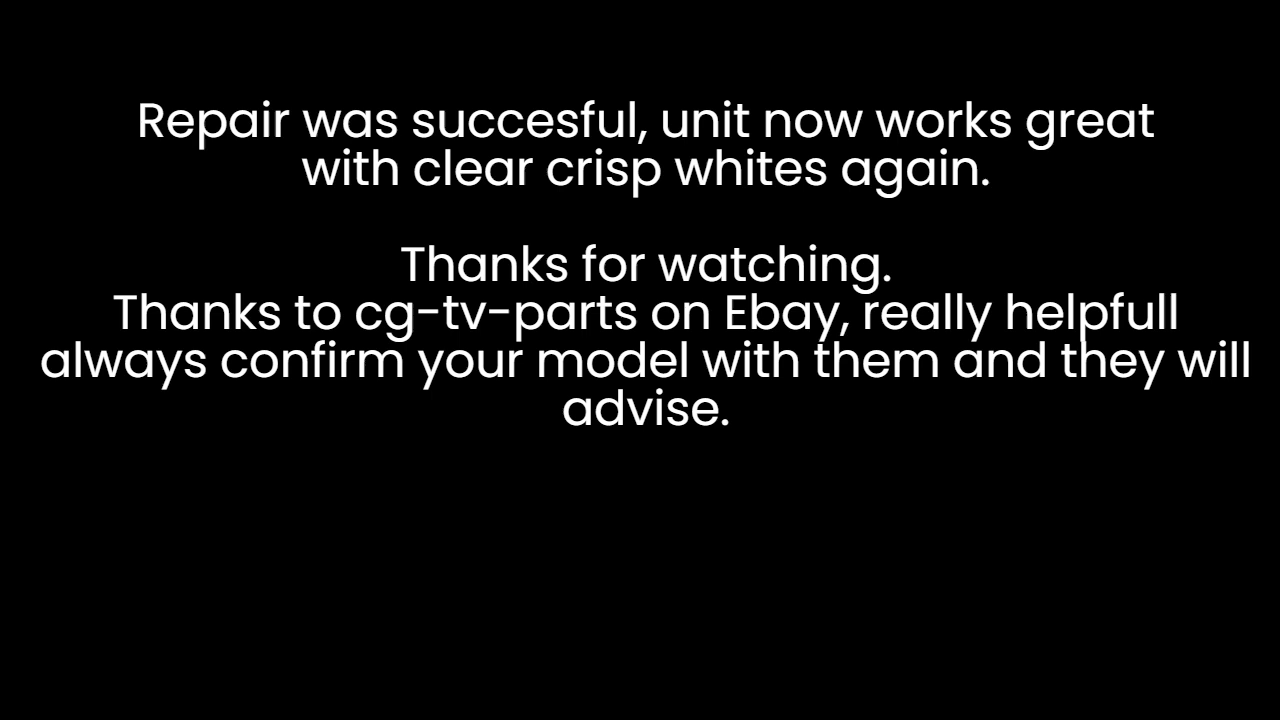 Repair was succesful, unit now works great
with clear crisp whites again.
Thanks for watching.
Thanks to cg-tv-parts on Ebay, really helpfull
always confirm your model with them and they will
advise.